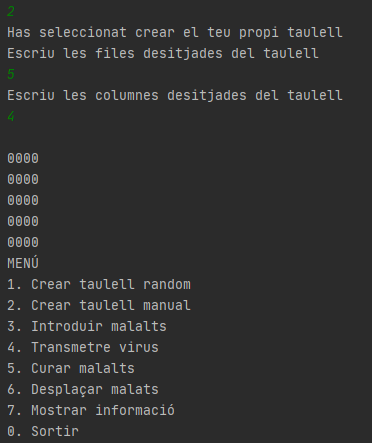 2
Has seleccionat crear el teu propi taulell
Escriu les files desitjades del taulell
5
Escriu les columnes desitjades del taulell
4
0000
0000
0000
0000
0000
MENÚ
1. Crear taulell random
2. Crear taulell manual
3. Introduir malalts
4. Transmetre virus
5. Curar malalts
6. Desplaçar malats
7. Mostrar informació
0. Sortir